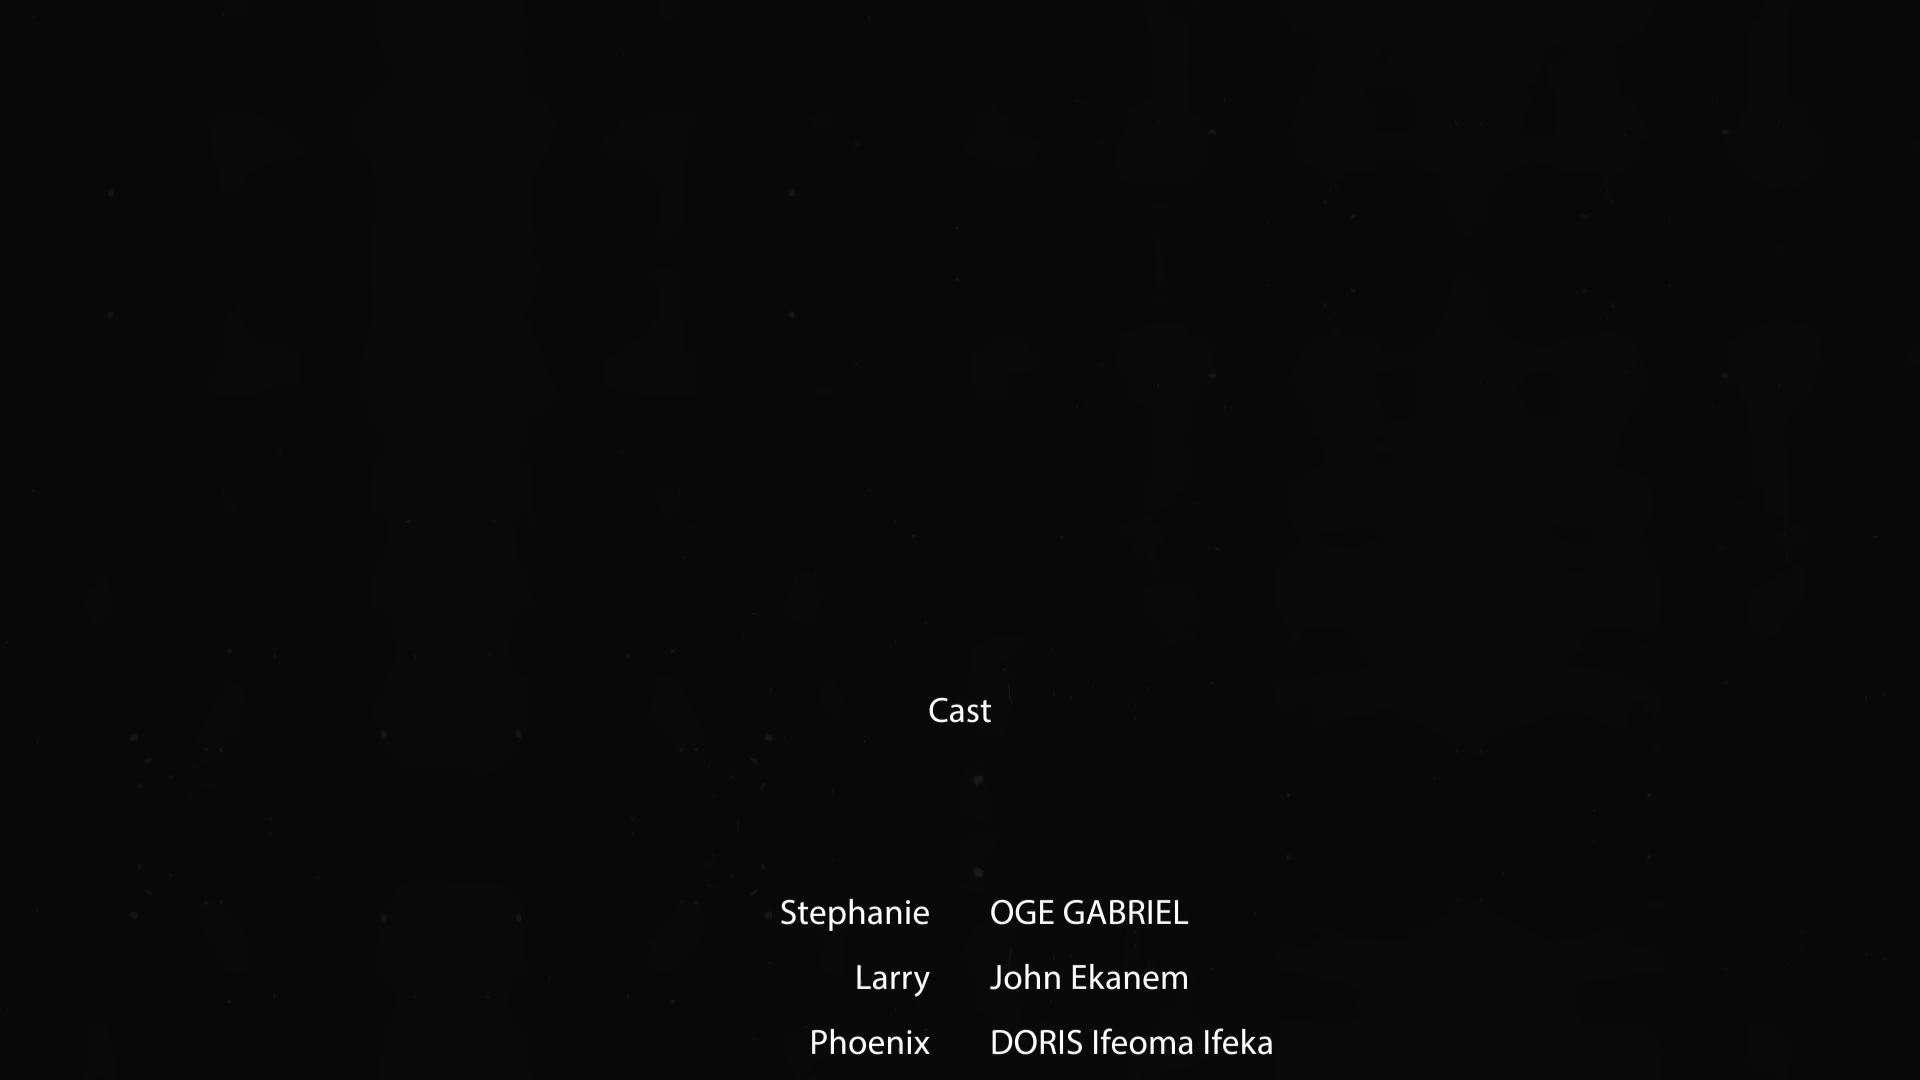 Cast
Stephanie OGE GABRIEL
Larry John Ekanem
Phoenix DORIS Ifeoma Ifeka